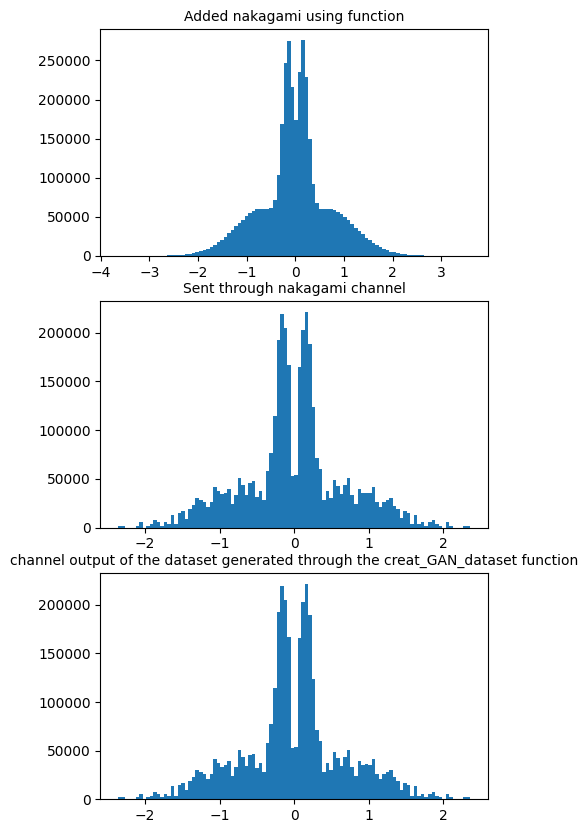 Added nakagami using function
250000
200000
150000
100000
50000
0
−4 −3 −2 −1 0 1 2 3
Sent through nakagami channel
200000
150000
100000
50000
0
−2 −1 0 1 2
channel output of the dataset generated through the creat_GAN_dataset function
200000
150000
100000
50000
0
−2 −1 0 1 2